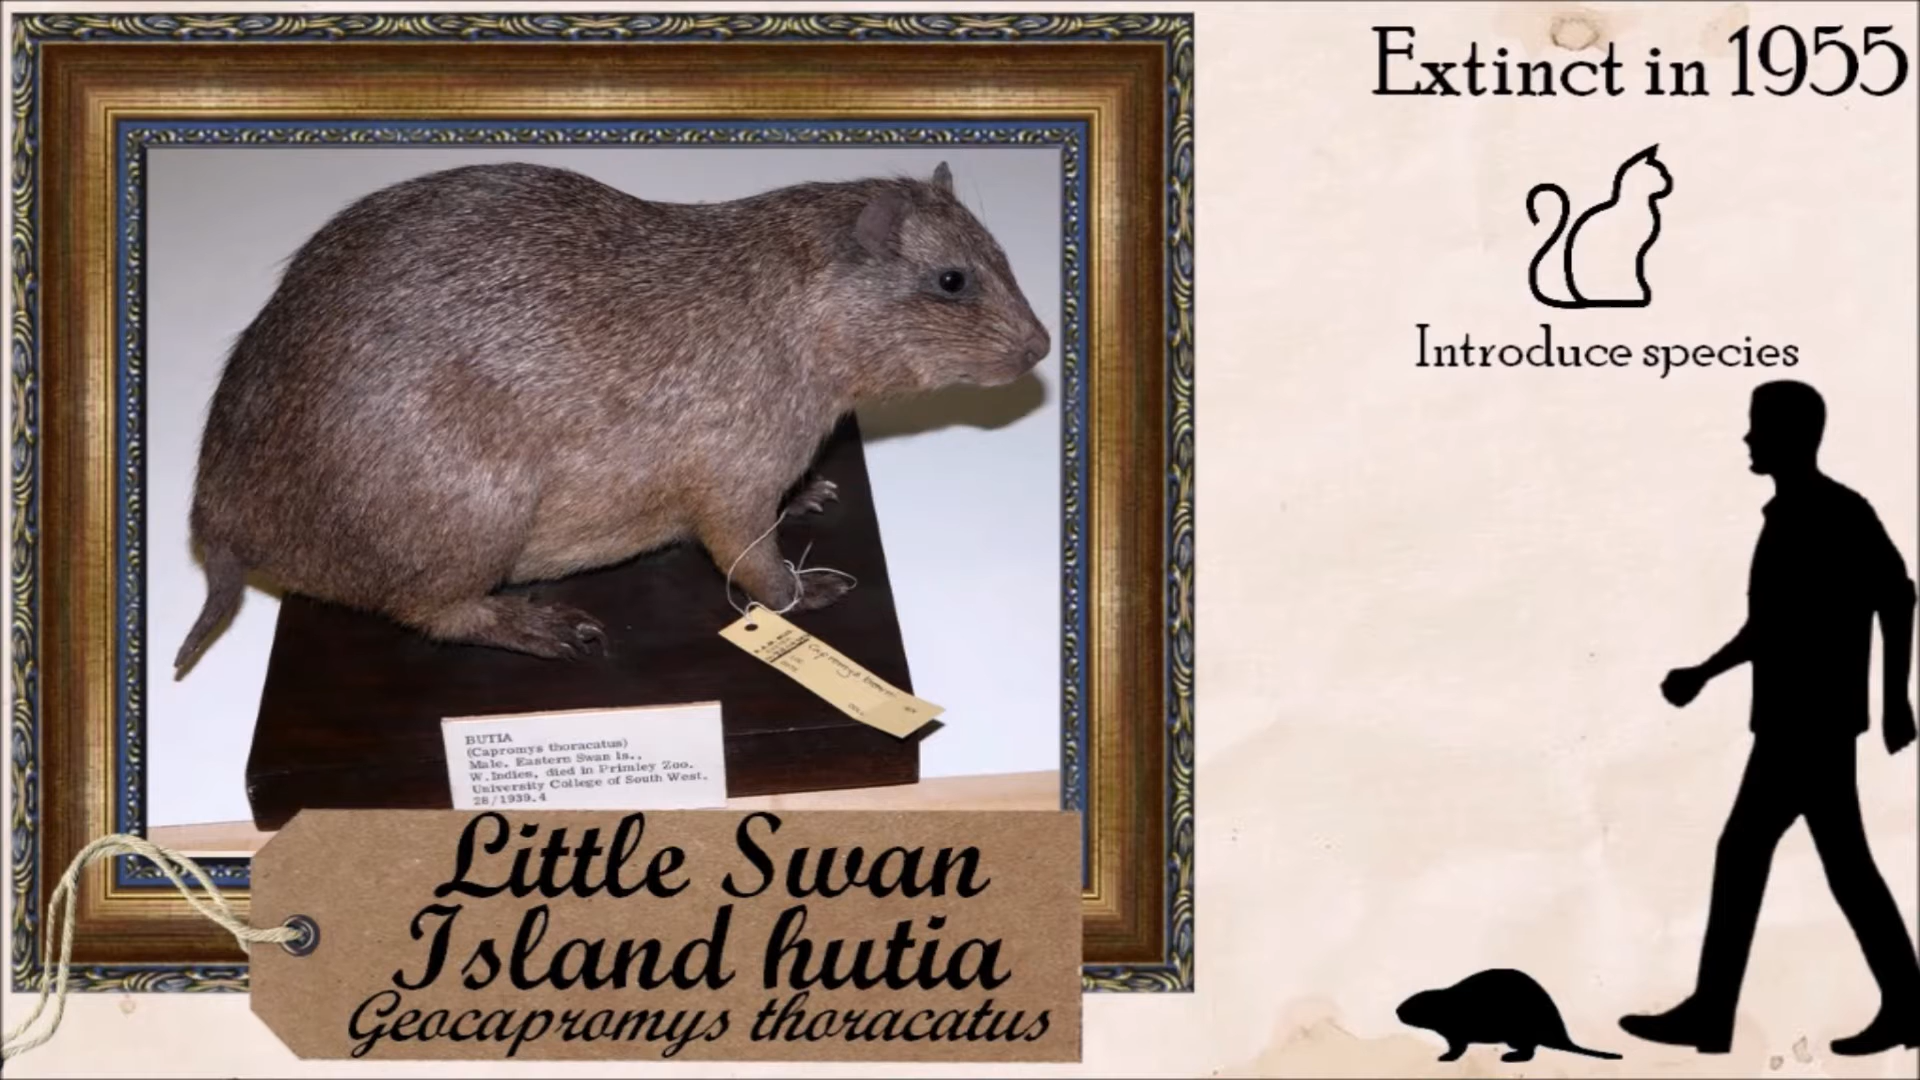 Extinct in 1955
Introduce species
BUTIA
(Capromys thoracatus)
Male. Eastern Swan Is.,
W. Indies, died in Primley Zoo.
University College of South West.
28/1939.4
Little Swan
Island hutia
Geocapromys thoracatus